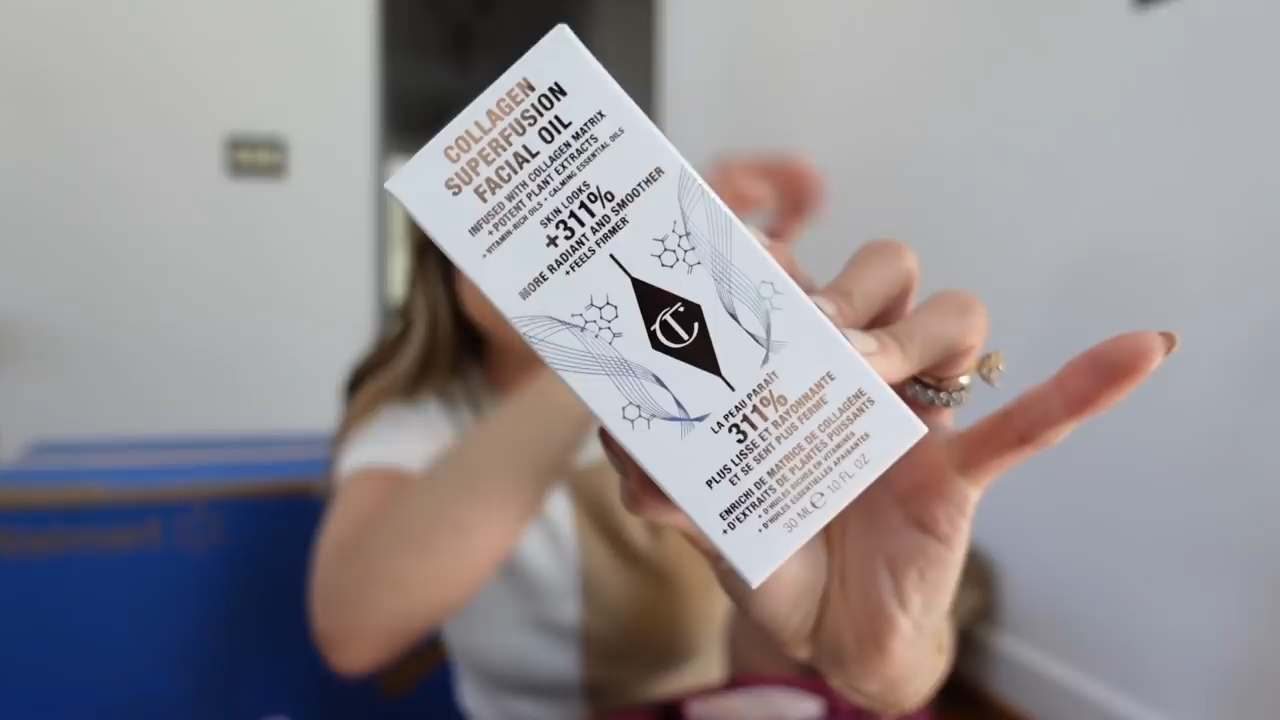 COLLAGEN
SUPERFUSION
FACIAL OIL
INFUSED WITH COLLAGEN MATRIX
+ POTENT PLANT EXTRACTS
+ VITAMIN-RICH OILS + CALMING ESSENTIAL OILS
SKIN LOOKS
+311%
MORE RADIANT AND SMOOTHER
+FEELS FIRMER*
CT
LA PEAU PARAÎT
311%
PLUS LISSE ET RAYONNANTE
ET SE SENT PLUS FERME*
ENRICHI DE MATRICE DE COLLAGÈNE
+ D'EXTRAITS DE PLANTES PUISSANTS
+ D'HUILES RICHES EN VITAMINES
+ D'HUILES ESSENTIELLES APAISANTES
30 ML ℮ 1.0 FL. OZ